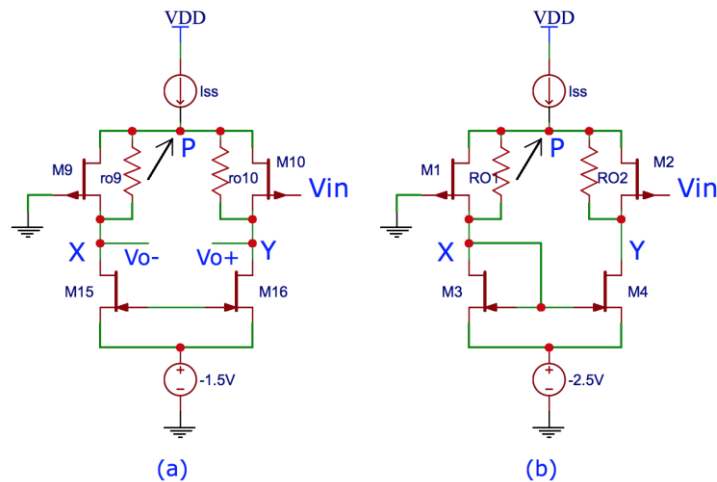 VDD
Iss
P
M9
ro9
ro10
M10
Vin
X
Vo-
Vo+
Y
M15
M16
-1.5V
(a)
VDD
Iss
P
M1
RO1
RO2
M2
Vin
X
Y
M3
M4
-2.5V
(b)